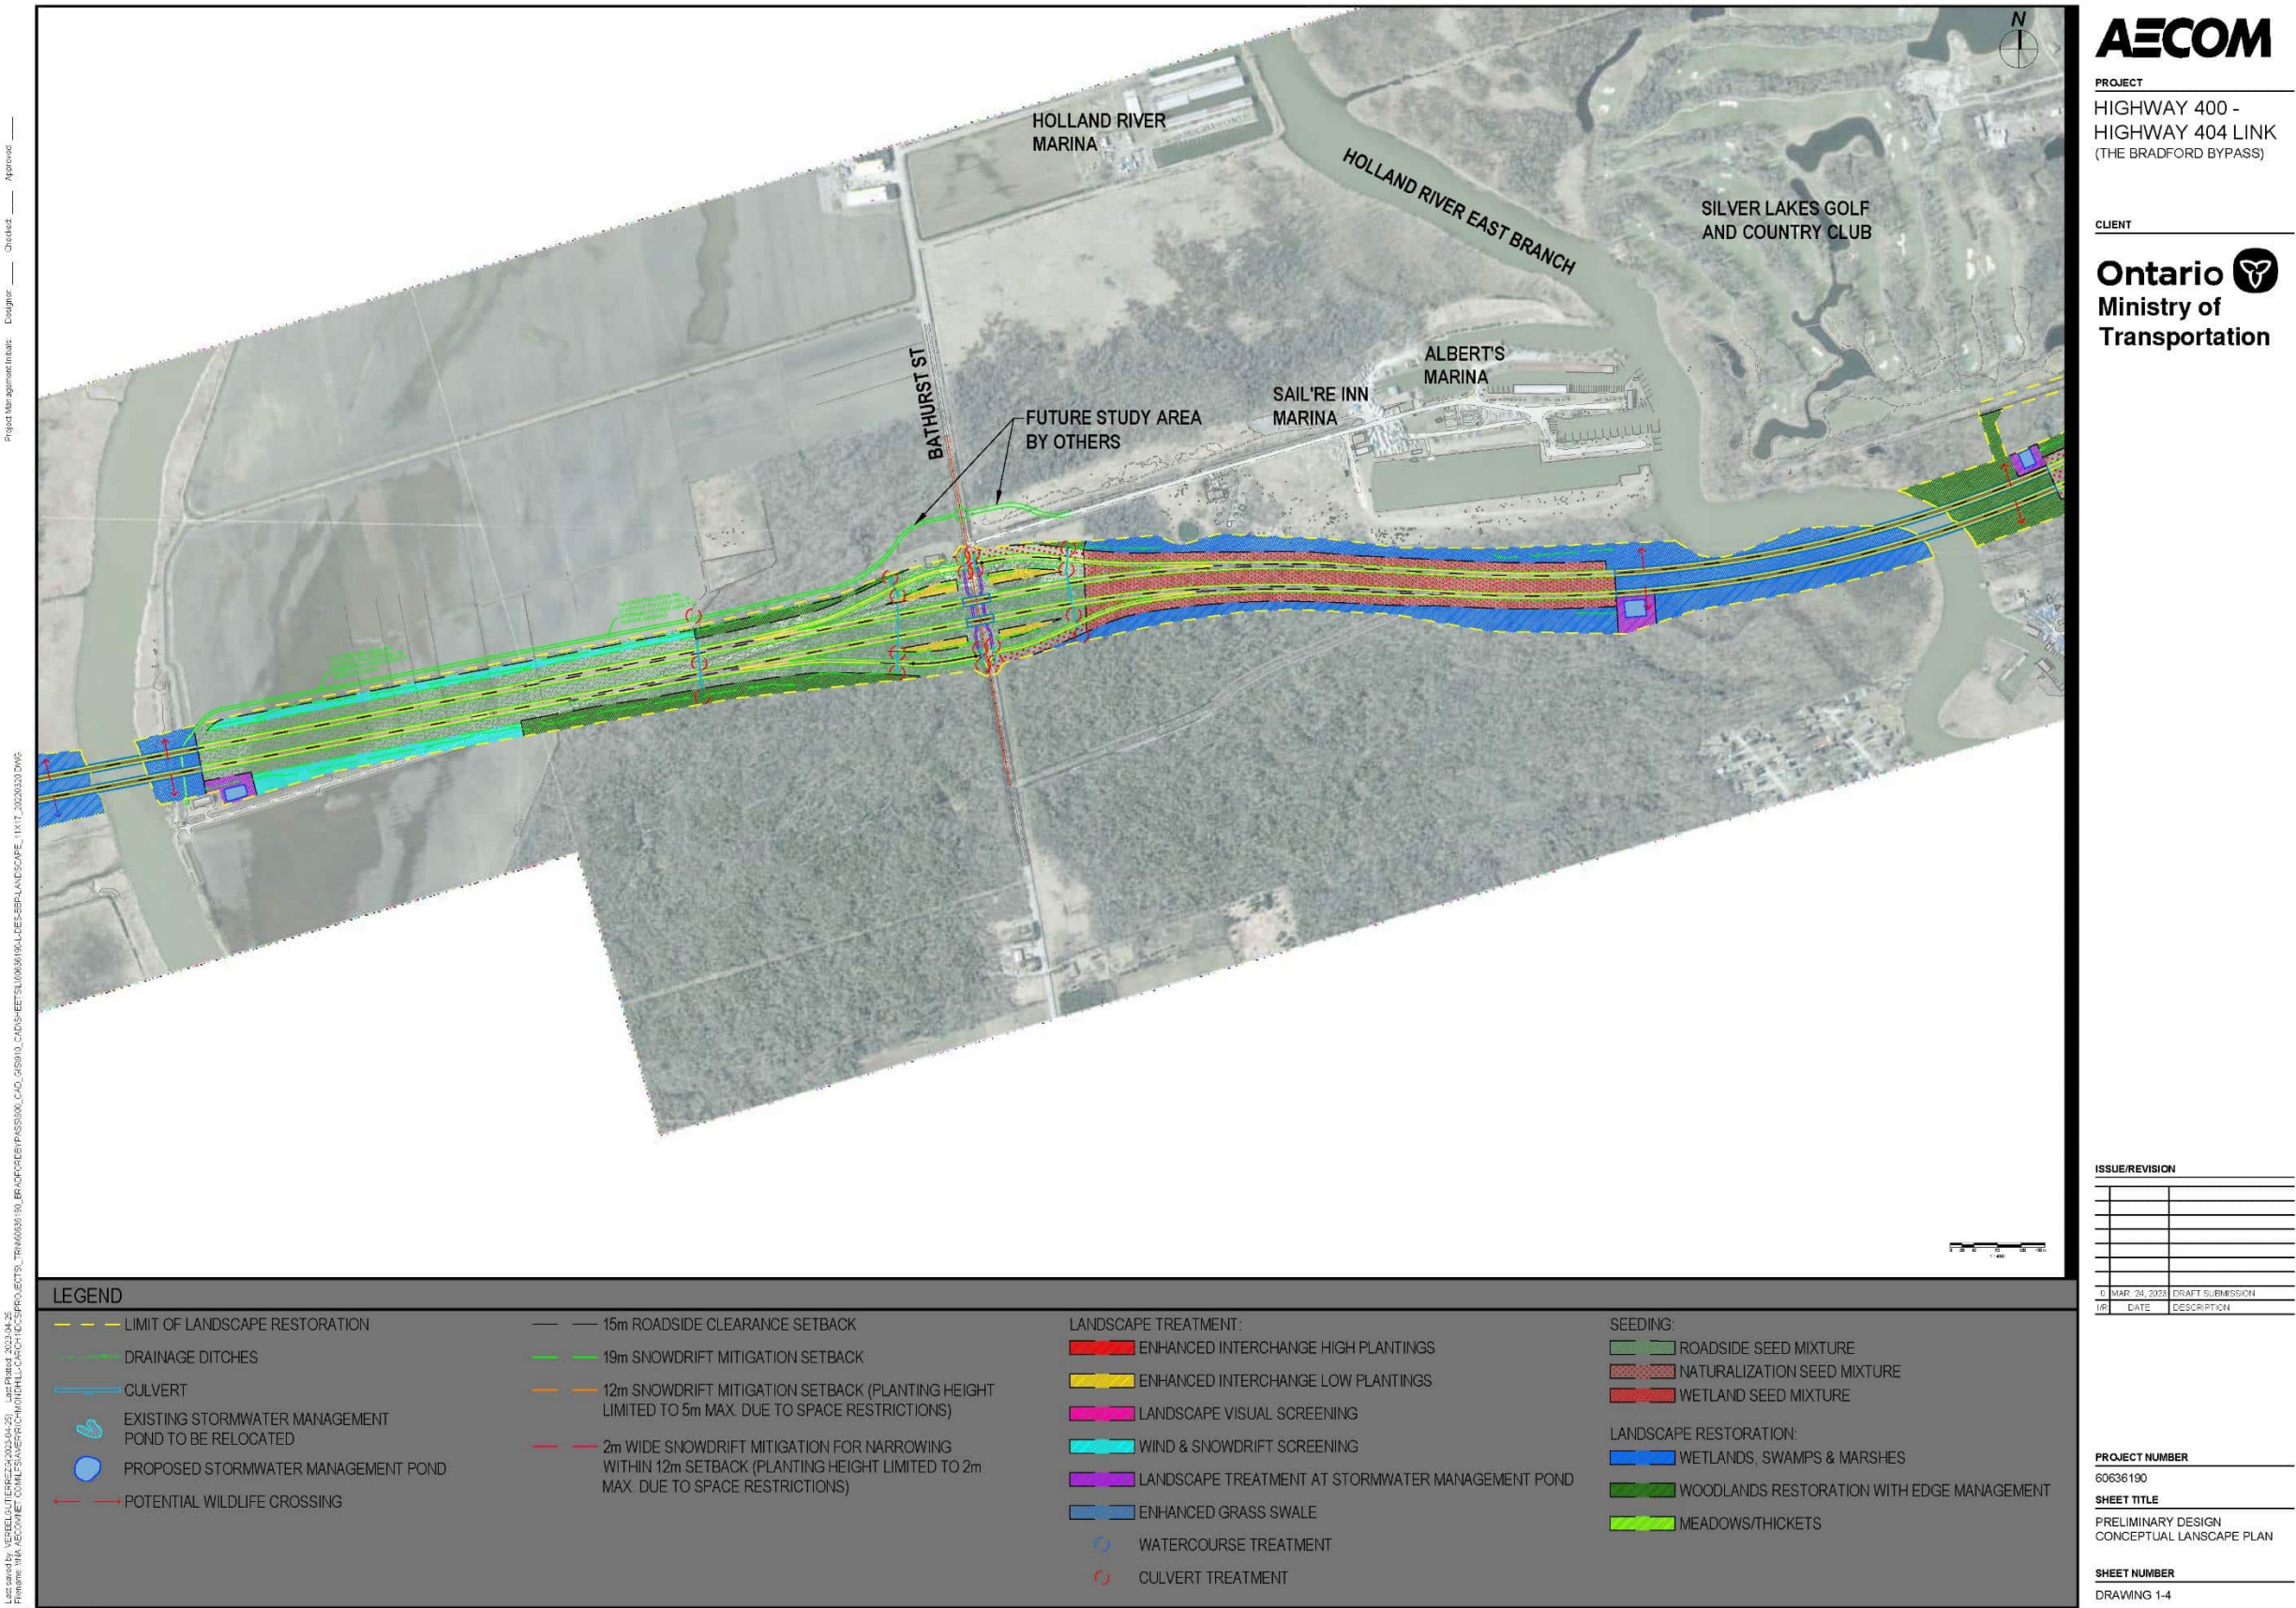 N
HOLLAND RIVER
MARINA
HOLLAND RIVER EAST BRANCH
SILVER LAKES GOLF
AND COUNTRY CLUB
BATHURST ST
ALBERT'S
MARINA
SAIL'RE INN
MARINA
FUTURE STUDY AREA
BY OTHERS
LEGEND
LIMIT OF LANDSCAPE RESTORATION
DRAINAGE DITCHES
CULVERT
EXISTING STORMWATER MANAGEMENT
POND TO BE RELOCATED
PROPOSED STORMWATER MANAGEMENT POND
POTENTIAL WILDLIFE CROSSING
15m ROADSIDE CLEARANCE SETBACK
19m SNOWDRIFT MITIGATION SETBACK
12m SNOWDRIFT MITIGATION SETBACK (PLANTING HEIGHT
LIMITED TO 5m MAX. DUE TO SPACE RESTRICTIONS)
2m WIDE SNOWDRIFT MITIGATION FOR NARROWING
WITHIN 12m SETBACK (PLANTING HEIGHT LIMITED TO 2m
MAX. DUE TO SPACE RESTRICTIONS)
LANDSCAPE TREATMENT:
ENHANCED INTERCHANGE HIGH PLANTINGS
ENHANCED INTERCHANGE LOW PLANTINGS
LANDSCAPE VISUAL SCREENING
WIND & SNOWDRIFT SCREENING
LANDSCAPE TREATMENT AT STORMWATER MANAGEMENT POND
ENHANCED GRASS SWALE
WATERCOURSE TREATMENT
CULVERT TREATMENT
SEEDING:
ROADSIDE SEED MIXTURE
NATURALIZATION SEED MIXTURE
WETLAND SEED MIXTURE
LANDSCAPE RESTORATION:
WETLANDS, SWAMPS & MARSHES
WOODLANDS RESTORATION WITH EDGE MANAGEMENT
MEADOWS/THICKETS
AECOM
PROJECT
HIGHWAY 400 -
HIGHWAY 404 LINK
(THE BRADFORD BYPASS)
CLIENT
Ontario
Ministry of
Transportation
ISSUE/REVISION
0 MAR. 24, 2023 DRAFT SUBMISSION
I/R DATE DESCRIPTION
PROJECT NUMBER
60636190
SHEET TITLE
PRELIMINARY DESIGN
CONCEPTUAL LANSCAPE PLAN
SHEET NUMBER
DRAWING 1-4
Project Management Initials: Designer: Checked: Approved: